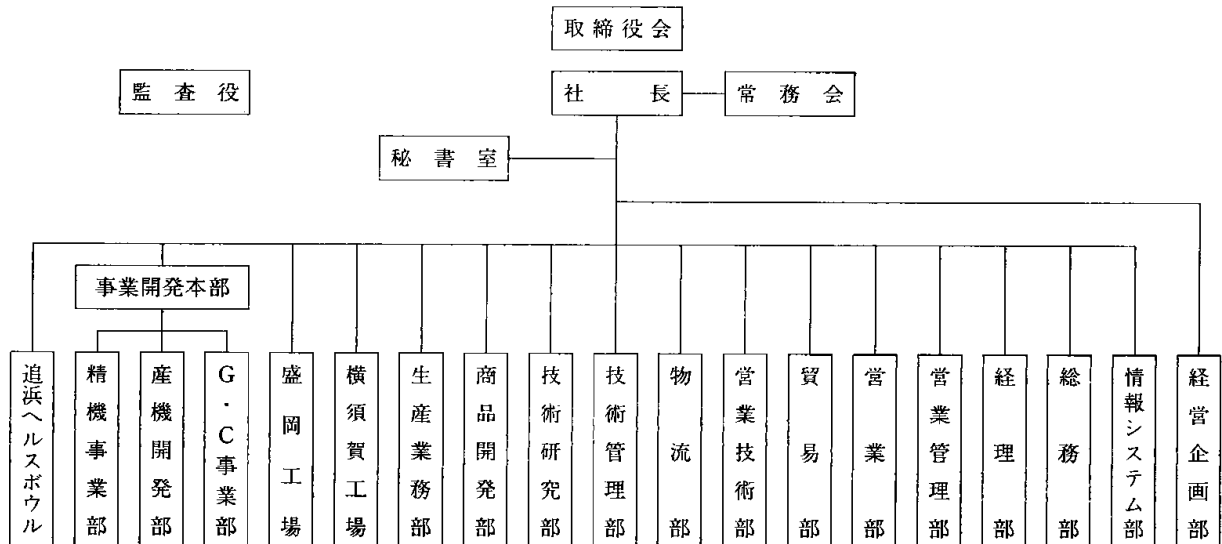 取締役会
監査役
社長
常務会
秘書室
事業開発本部
追浜ヘルスボウル
精機事業部
産機開発部
G・C事業部
盛岡工場
横須賀工場
生産業務部
商品開発部
技術研究部
技術管理部
物流部
営業技術部
貿易部
営業部
営業管理部
経理部
総務部
情報システム部
経営企画部